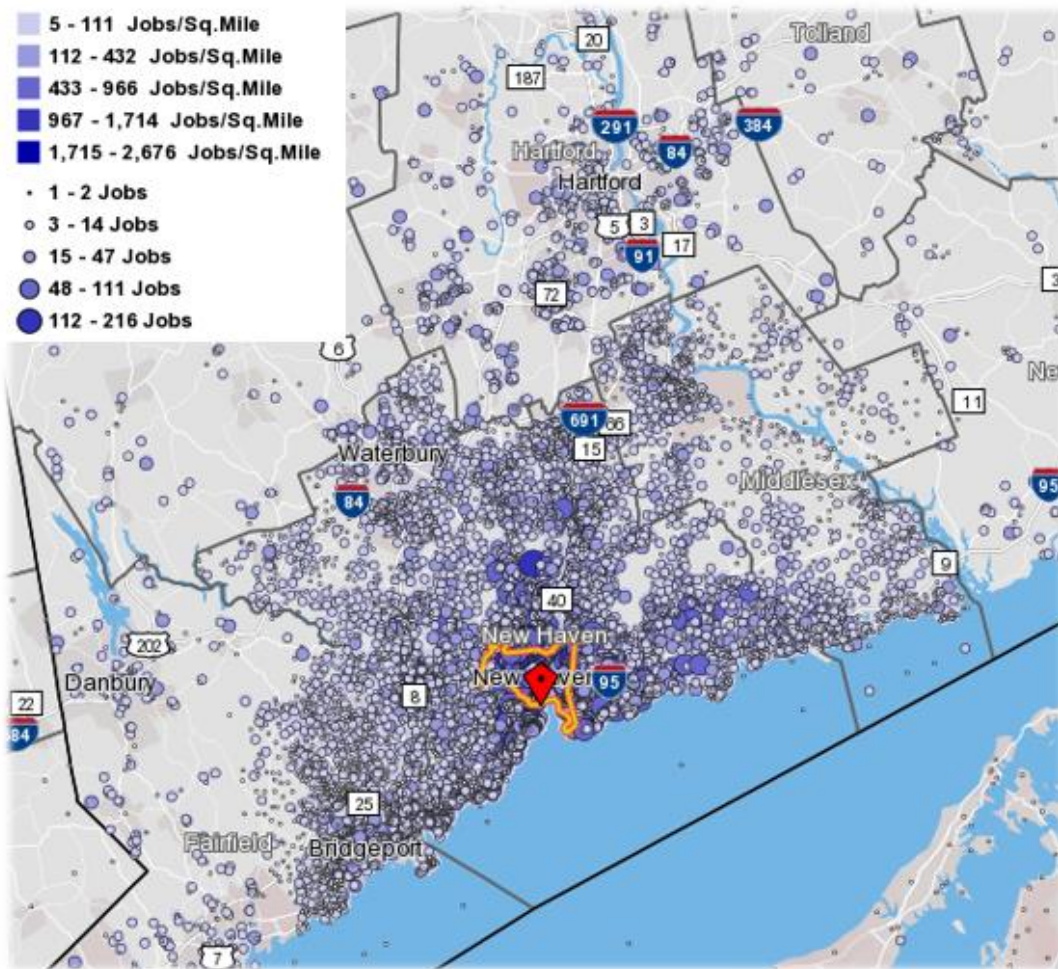 5 - 111 Jobs/Sq.Mile
112 - 432 Jobs/Sq.Mile
433 - 966 Jobs/Sq.Mile
967 - 1,714 Jobs/Sq.Mile
1,715 - 2,676 Jobs/Sq.Mile
1 - 2 Jobs
3 - 14 Jobs
15 - 47 Jobs
48 - 111 Jobs
112 - 216 Jobs
20
Tolland
187
291
384
Hartford
84
Hartford
5
3
17
91
72
6
11
691
66
15
Waterbury
Middlesex
84
95
9
40
New Haven
202
New
95
Danbury
8
22
25
Fairfield
Bridgeport
7